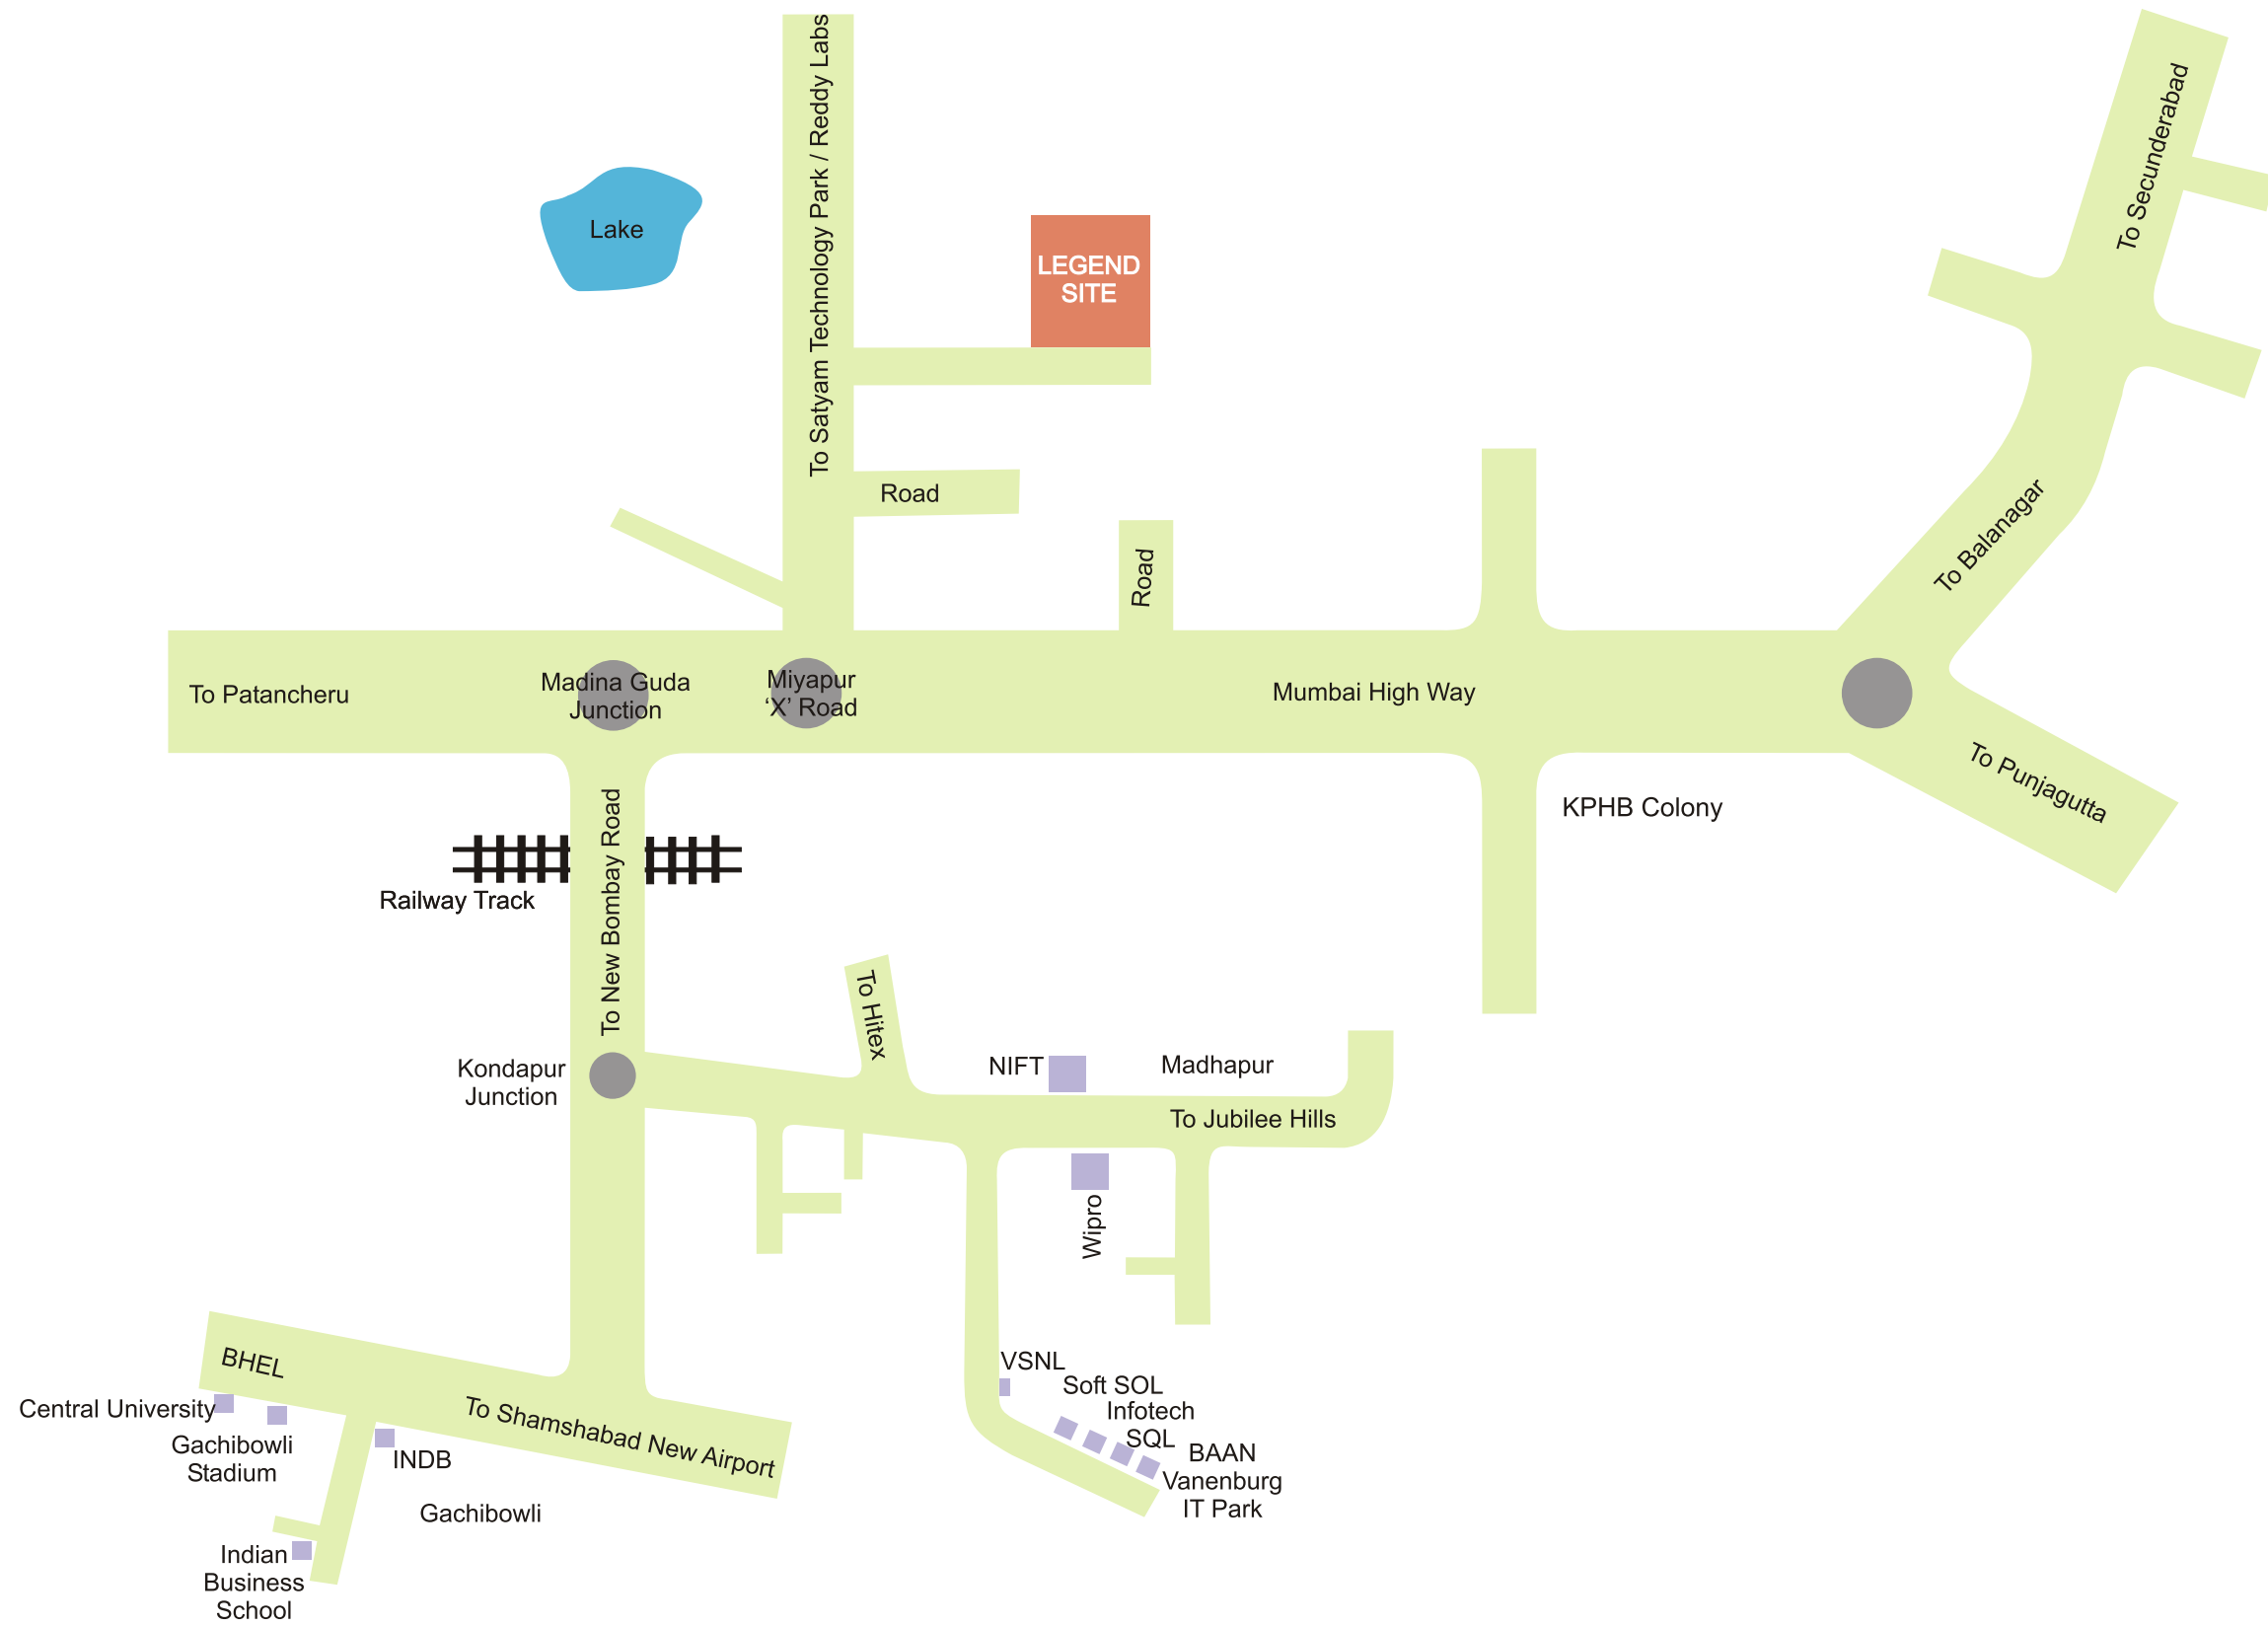 To Satyam Technology Park / Reddy Labs
To Secunderabad
Lake
LEGEND
SITE
Road
Road
To Balanagar
To Patancheru
Madina Guda
Junction
Miyapur
‘X’ Road
Mumbai High Way
To Punjagutta
KPHB Colony
To New Bombay Road
Railway Track
To Hitex
Kondapur
Junction
NIFT
Madhapur
To Jubilee Hills
Wipro
BHEL
VSNL
Soft SOL
Infotech
SQL
BAAN
Vanenburg
IT Park
Central University
To Shamshabad New Airport
Gachibowli
Stadium
INDB
Gachibowli
Indian
Business
School